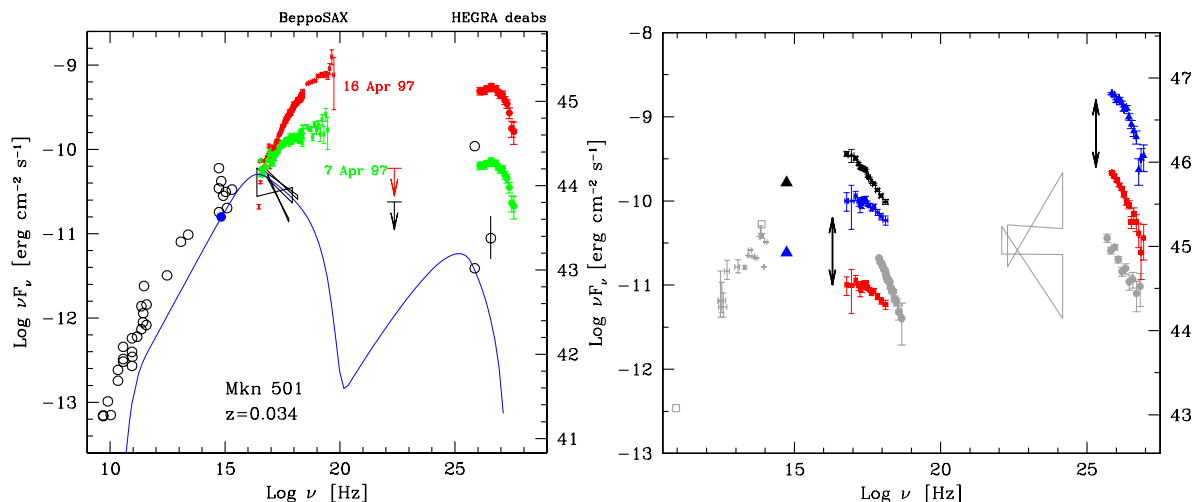 BeppoSAX HEGRA deabs
-9
-10
-11
-12
-13
Log νFν [erg cm⁻² s⁻¹]
16 Apr 97
7 Apr 97
Mkn 501
z=0.034
45
44
43
42
41
10 15 20 25
Log ν [Hz]
-8
-9
-10
-11
-12
-13
Log νFν [erg cm⁻² s⁻¹]
47
46
45
44
43
15 20 25
Log ν [Hz]